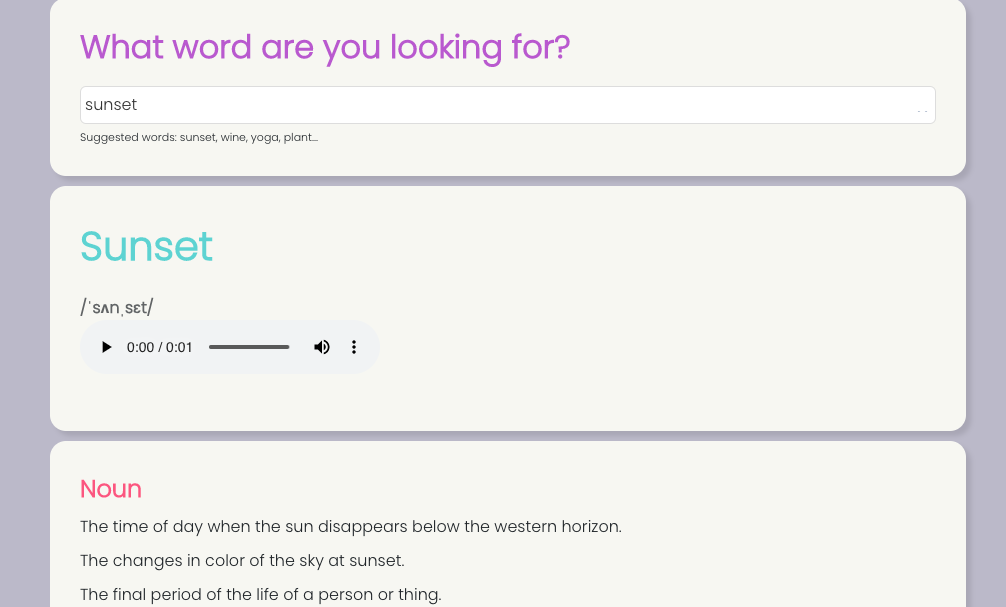 What word are you looking for?
sunset
Suggested words: sunset, wine, yoga, plant...
Sunset
/ˈsʌnˌsɛt/
0:00 / 0:01
Noun
The time of day when the sun disappears below the western horizon.
The changes in color of the sky at sunset.
The final period of the life of a person or thing.